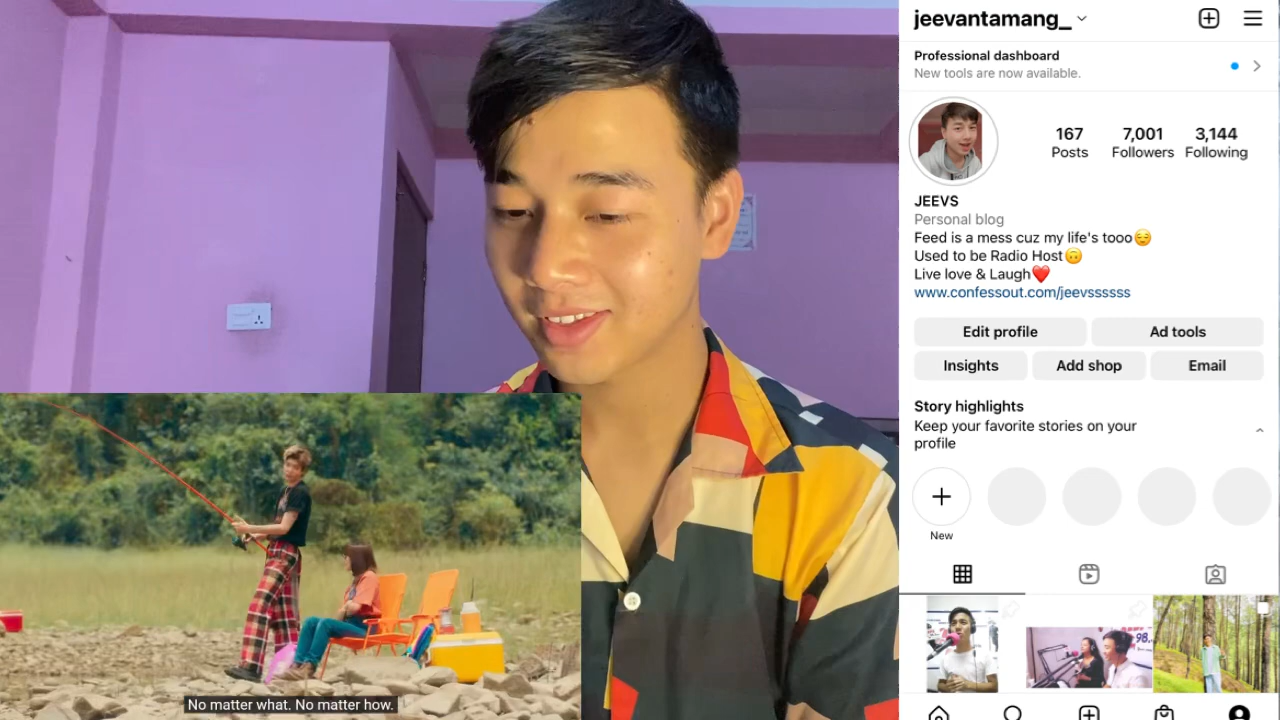 jeevantamang_
Professional dashboard
New tools are now available.
167
Posts
7,001
Followers
3,144
Following
JEEVS
Personal blog
Feed is a mess cuz my life's tooo😌
Used to be Radio Host🙃
Live love & Laugh❤️
www.confessout.com/jeevssssss
Edit profile
Ad tools
Insights
Add shop
Email
Story highlights
Keep your favorite stories on your
profile
New
98.
No matter what. No matter how.